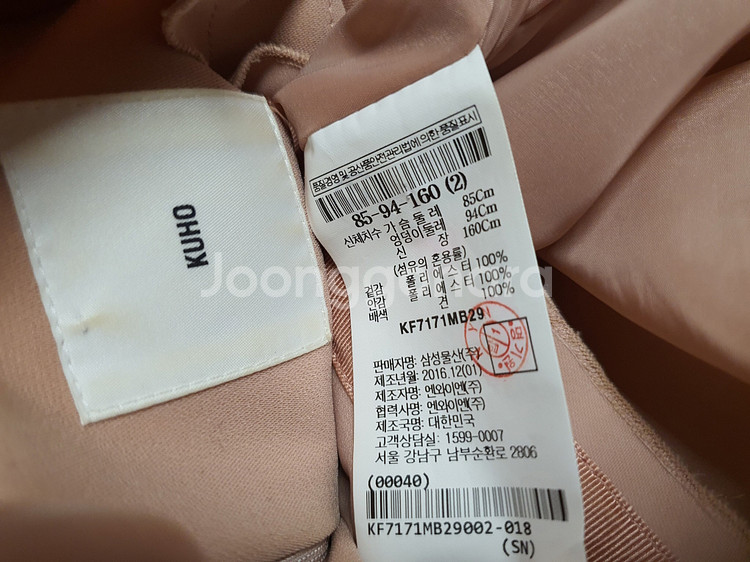 KUHO
Joonggonara
품질경영 및 공산품안전관리법에 의한 품질표시
85-94-160 (2)
신체치수 가슴둘레 85Cm
엉덩이둘레 94Cm
신 장 160Cm
(섬유의 혼용률)
겉감 폴리에스터 100%
안감 폴리에스터 100%
배색 견 100%
KF7171MB29
판매자명: 삼성물산(주)
제조년월: 2016.12(01)
제조자명: 엔와이엔(주)
협력사명: 엔와이엔(주)
제조국명: 대한민국
고객상담실: 1599-0007
서울 강남구 남부순환로 2806
(00040)
KF7171MB29002-018
(SN)